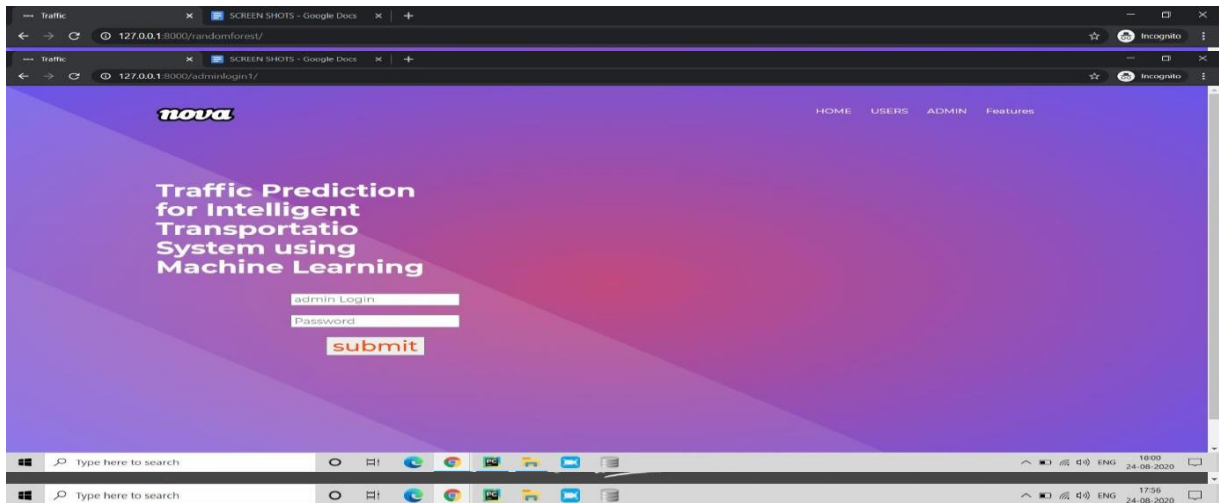 Traffic
SCREEN SHOTS - Google Docs
127.0.0.1:8000/randomforest/
Incognito
Traffic
SCREEN SHOTS - Google Docs
127.0.0.1:8000/adminlogin1/
Incognito
nova
HOME USERS ADMIN Features
Traffic Prediction
for Intelligent
Transportatio
System using
Machine Learning
admin Login
Password
submit
Type here to search
ENG
18:00
24-08-2020
Type here to search
ENG
17:56
24-08-2020